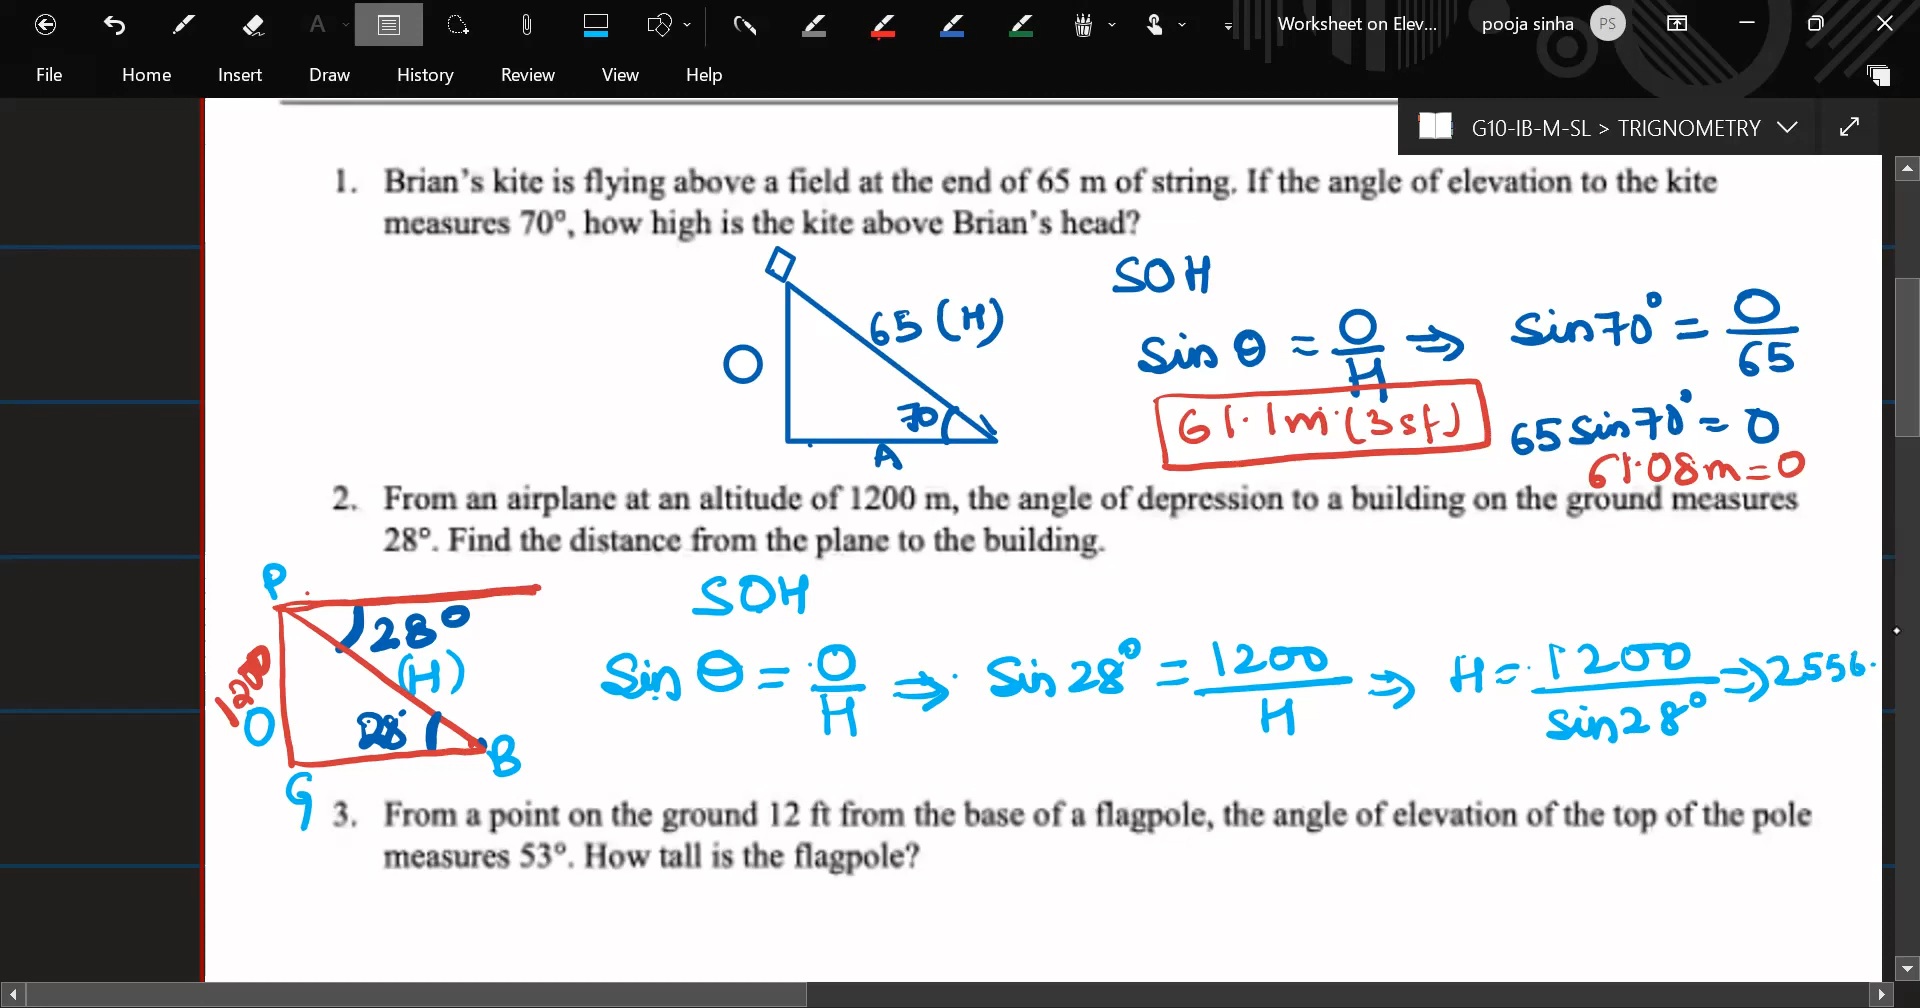 Worksheet on Elev... pooja sinha PS
File Home Insert Draw History Review View Help
G10-IB-M-SL > TRIGNOMETRY
1. Brian's kite is flying above a field at the end of 65 m of string. If the angle of elevation to the kite
measures 70°, how high is the kite above Brian's head?
SOH
65 (H)
O
70
A
sin θ = O/H ⇒ sin70° = O/65
61.1m.(3sf)
65 sin70° = O
61.08m = O
2. From an airplane at an altitude of 1200 m, the angle of depression to a building on the ground measures
28°. Find the distance from the plane to the building.
P
28°
(H)
1200
O
28°
B
G
SOH
Sin θ = O/H ⇒ Sin 28° = 1200/H ⇒ H = 1200/sin28° ⇒ 2556.
3. From a point on the ground 12 ft from the base of a flagpole, the angle of elevation of the top of the pole
measures 53°. How tall is the flagpole?